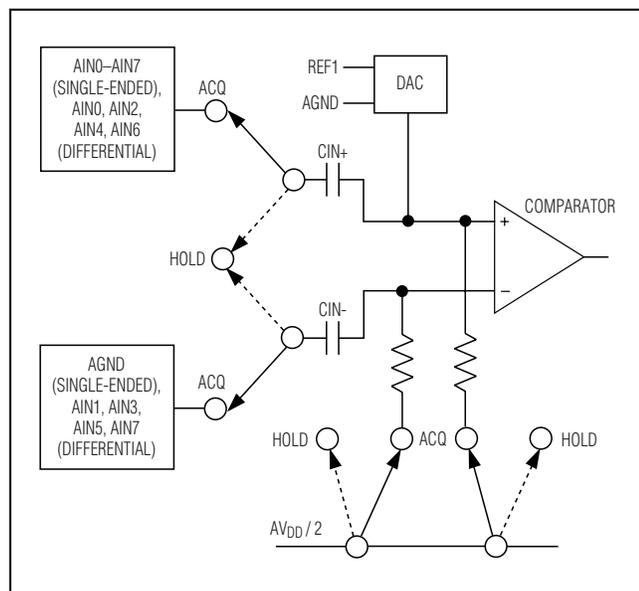 AIN0–AIN7
(SINGLE-ENDED),
AIN0, AIN2,
AIN4, AIN6
(DIFFERENTIAL)
ACQ
REF1
AGND
DAC
CIN+
COMPARATOR
+
−
HOLD
CIN-
AGND
(SINGLE-ENDED),
AIN1, AIN3,
AIN5, AIN7
(DIFFERENTIAL)
ACQ
HOLD
ACQ
HOLD
AVDD / 2